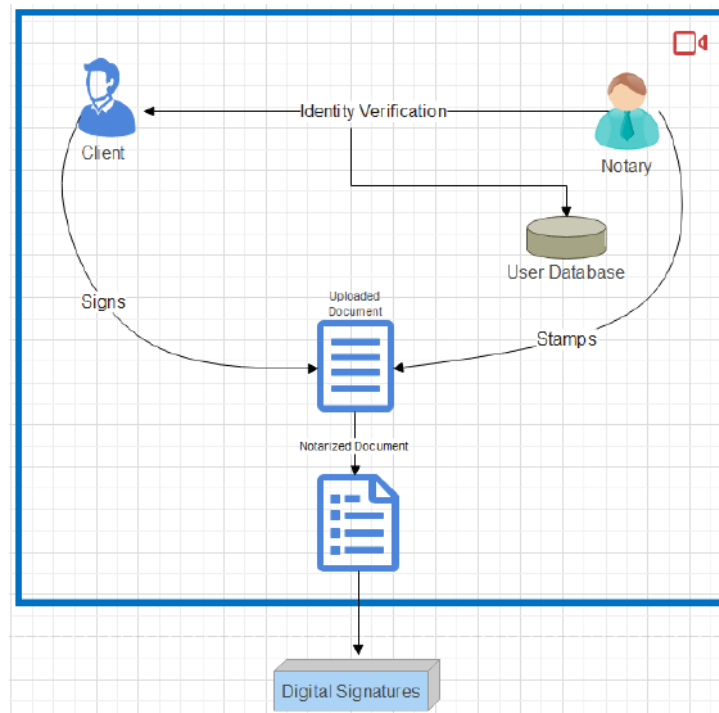 Identity Verification
Client
Notary
User Database
Signs
Uploaded
Document
Stamps
Notarized Document
Digital Signatures